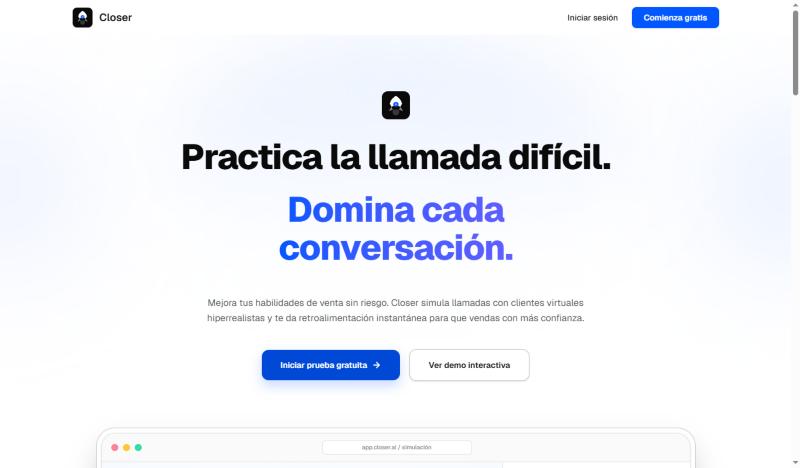 Closer
Iniciar sesión
Comienza gratis
Practica la llamada difícil.
Domina cada
conversación.
Mejora tus habilidades de venta sin riesgo. Closer simula llamadas con clientes virtuales
hiperrealistas y te da retroalimentación instantánea para que vendas con más confianza.
Iniciar prueba gratuita →
Ver demo interactiva
app.closer.ai / simulación